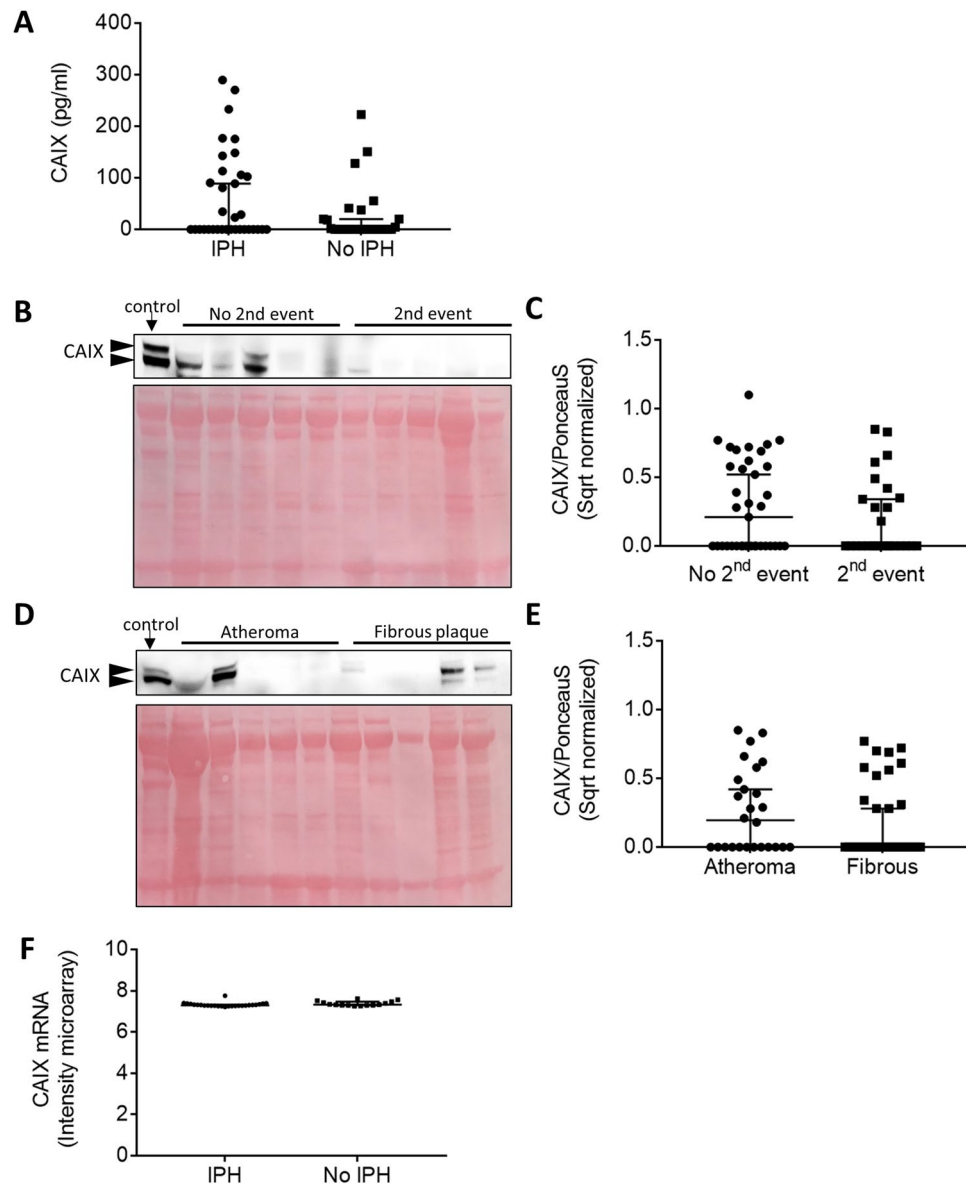 A
CAIX (pg/ml)
400
300
200
100
0
IPH
No IPH
B
control
No 2nd event
2nd event
CAIX
C
CAIX/PonceauS
(Sqrt normalized)
1.5
1.0
0.5
0.0
No 2nd event
2nd event
D
control
Atheroma
Fibrous plaque
CAIX
E
CAIX/PonceauS
(Sqrt normalized)
1.5
1.0
0.5
0.0
Atheroma
Fibrous
F
CAIX mRNA
(Intensity microarray)
10
8
6
4
2
0
IPH
No IPH